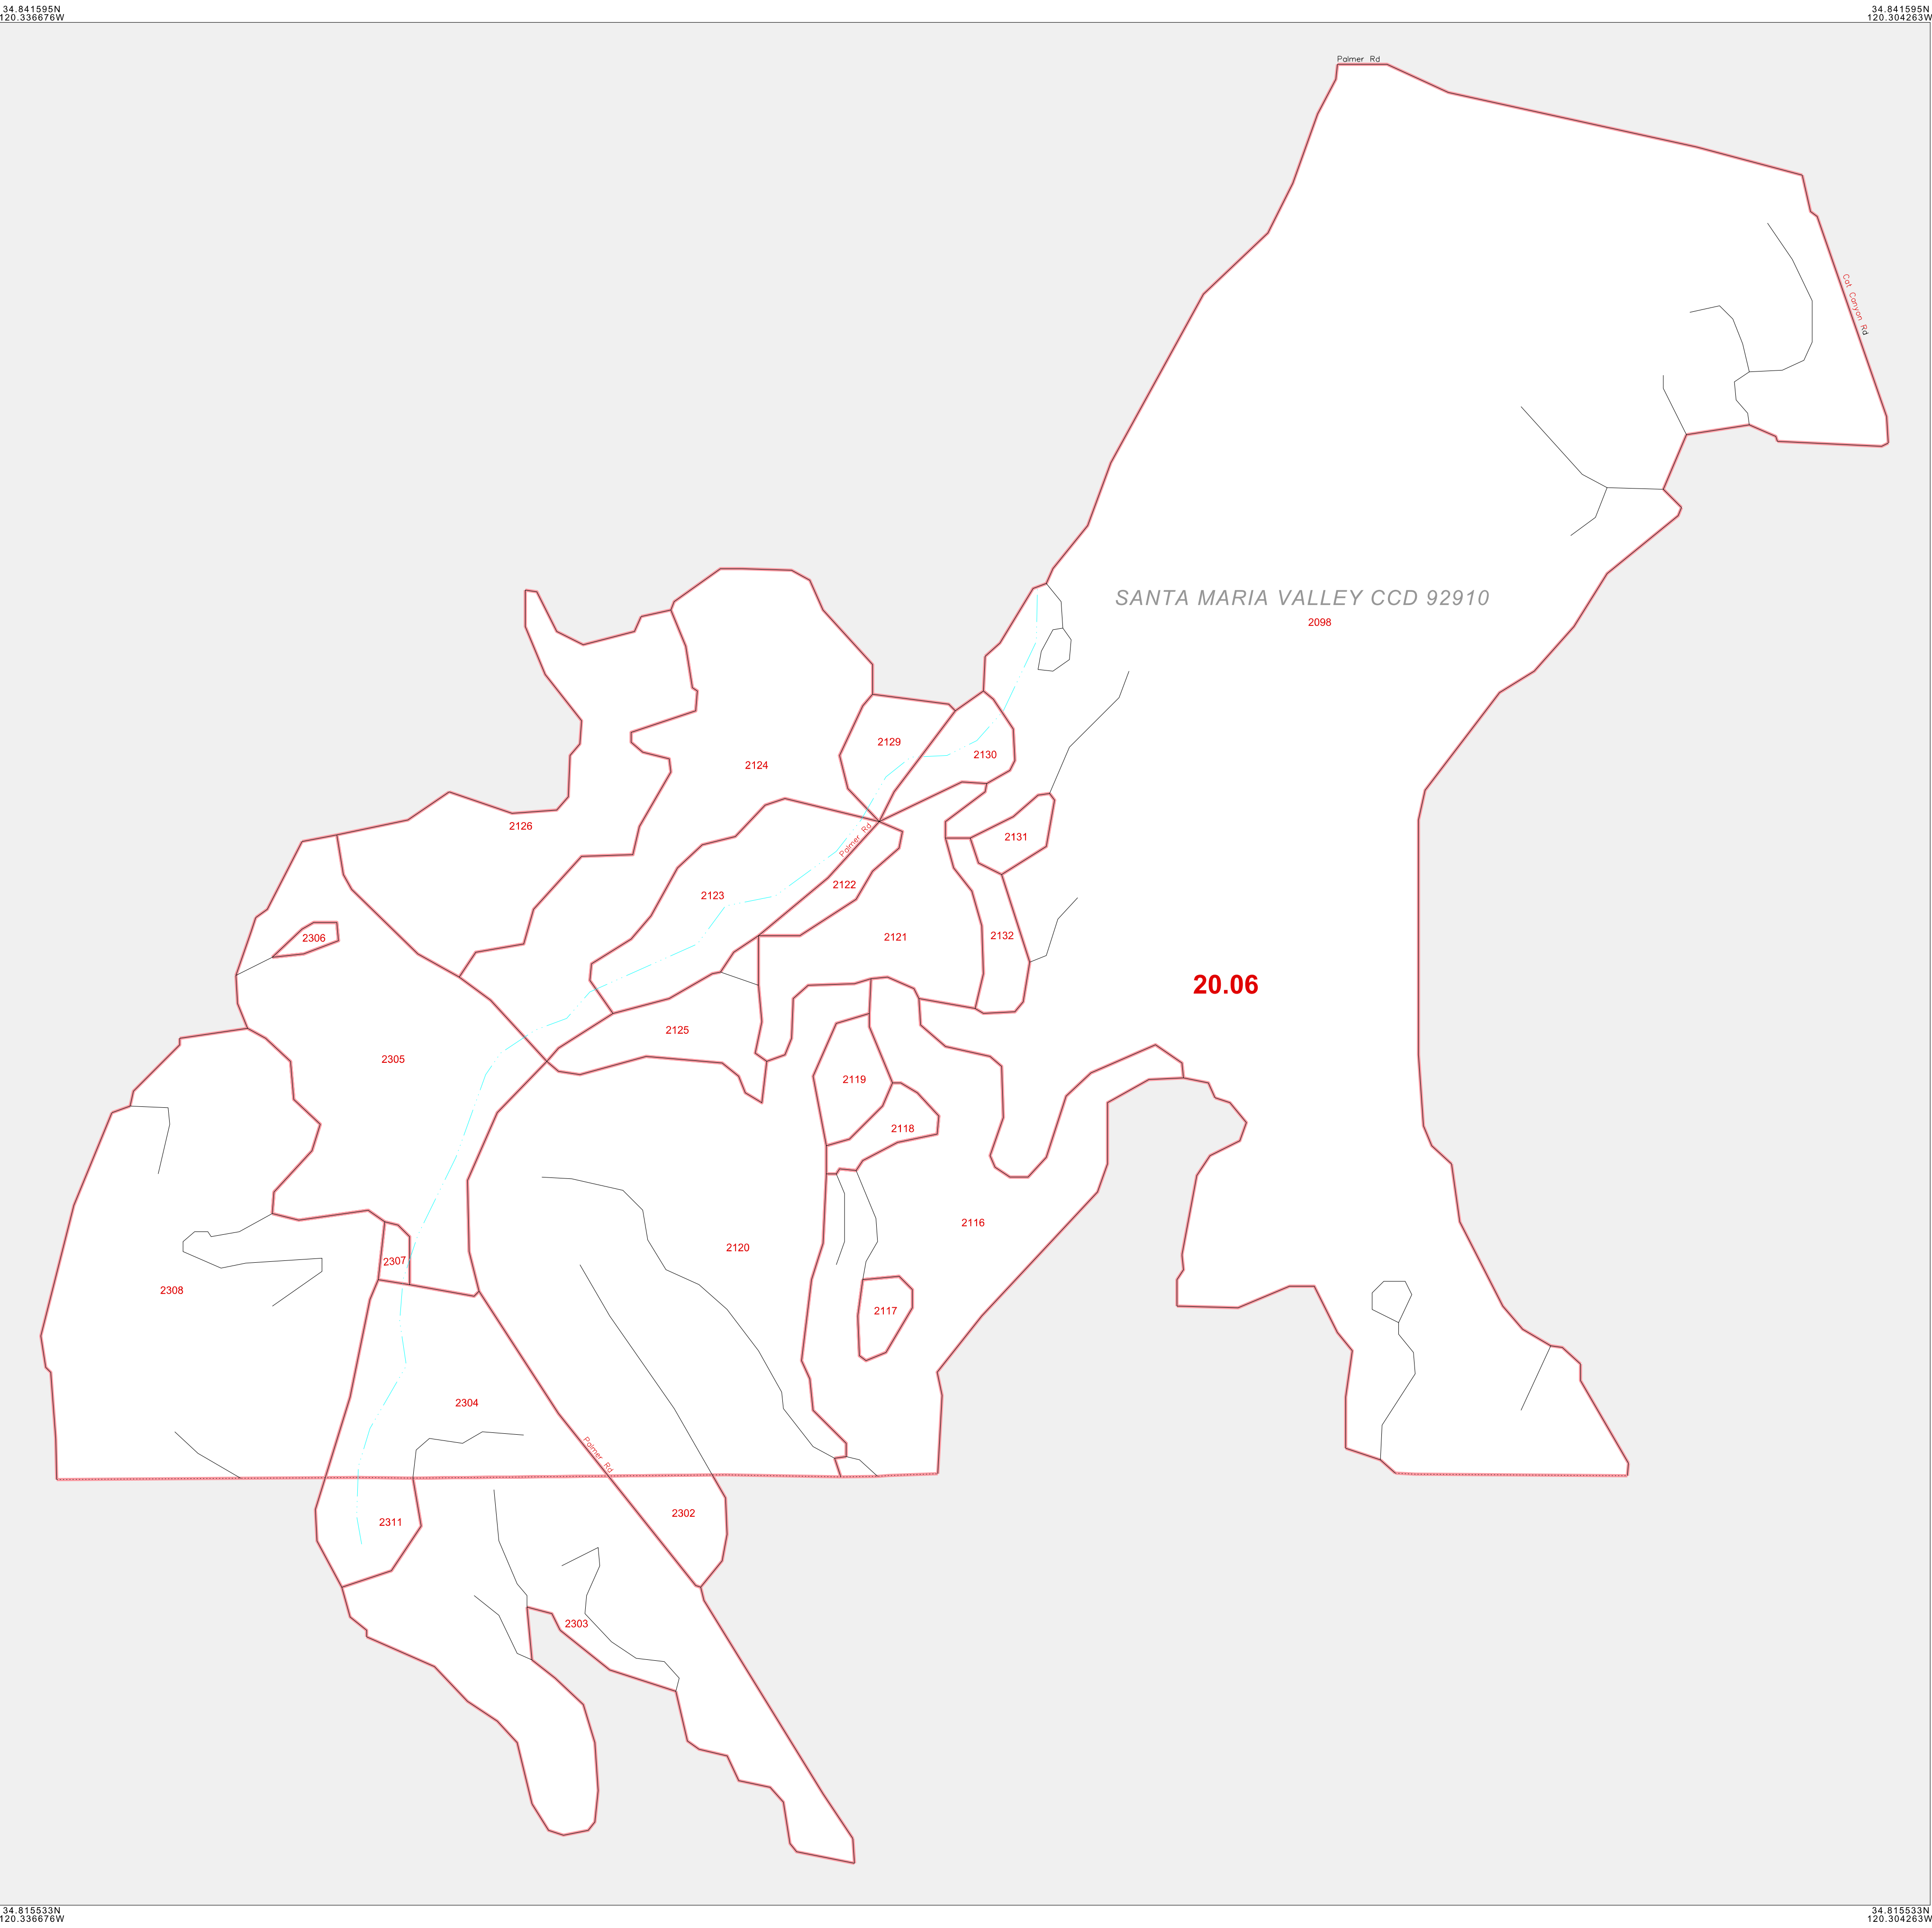 34.841595N
120.336676W
34.841595N
120.304263W
Palmer Rd
Cat Canyon Rd
SANTA MARIA VALLEY CCD 92910
2098
2129
2130
2124
2126
2131
Palmer Rd
2122
2123
2121
2132
2306
20.06
2125
2305
2119
2118
2116
2120
2307
2308
2117
2304
Palmer Rd
2302
2311
2303
34.815533N
120.336676W
34.815533N
120.304263W